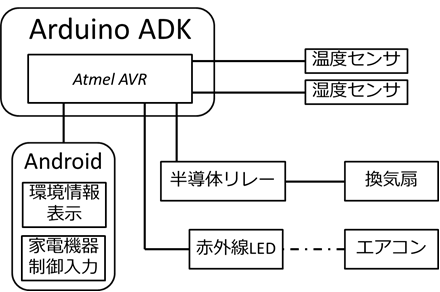 Arduino ADK
Atmel AVR
温度センサ
湿度センサ
Android
環境情報
表示
家電機器
制御入力
半導体リレー
換気扇
赤外線LED
エアコン